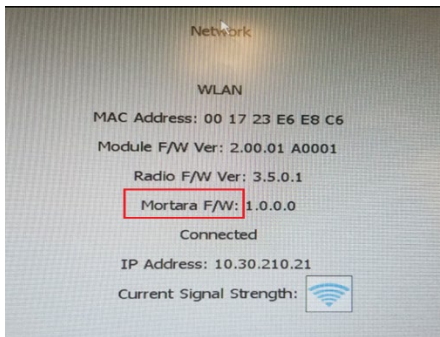 Network
WLAN
MAC Address: 00 17 23 E6 E8 C6
Module F/W Ver: 2.00.01 A0001
Radio F/W Ver: 3.5.0.1
Mortara F/W: 1.0.0.0
Connected
IP Address: 10.30.210.21
Current Signal Strength: